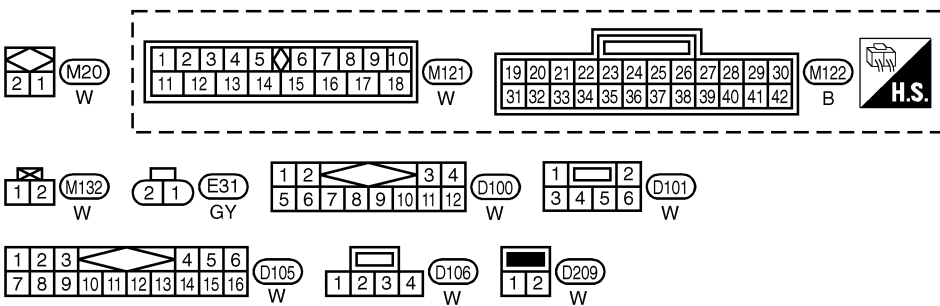 1 2 3 4 5 6 7 8 9 10
11 12 13 14 15 16 17 18
19 20 21 22 23 24 25 26 27 28 29 30
31 32 33 34 35 36 37 38 39 40 41 42
2 1
M20
W
M121
W
M122
B
H.S.
1 2
M132
W
2 1
E31
GY
1 2 3 4
5 6 7 8 9 10 11 12
D100
W
1 2
3 4 5 6
D101
W
1 2 3 4 5 6
7 8 9 10 11 12 13 14 15 16
D105
W
1 2 3 4
D106
W
1 2
D209
W